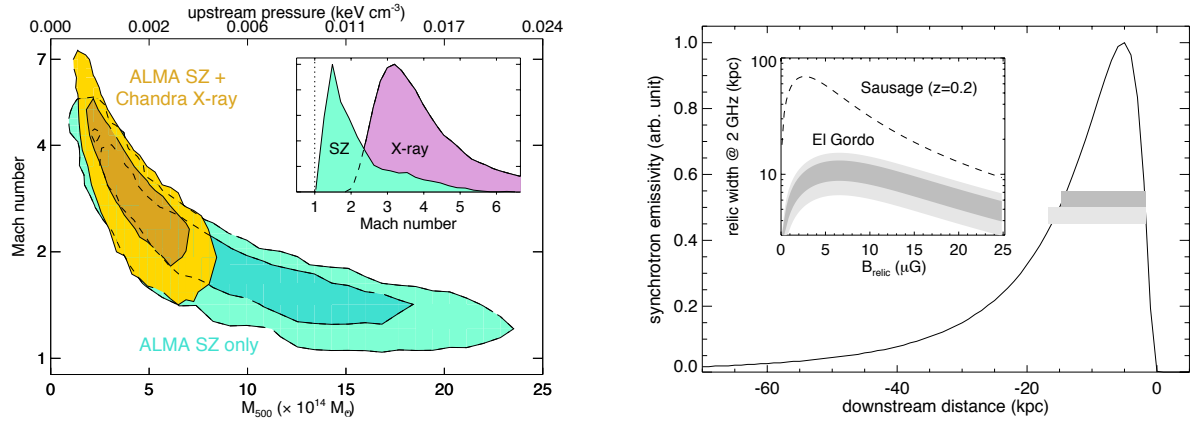 upstream pressure (keV cm⁻³)
0.000 0.002 0.006 0.011 0.017 0.024
Mach number
7
4
2
1
ALMA SZ +
Chandra X-ray
ALMA SZ only
SZ
X-ray
1 2 3 4 5 6
Mach number
0 5 10 15 20 25
M₅₀₀ (× 10¹⁴ M
synchrotron emissivity (arb. unit)
1.0
0.8
0.6
0.4
0.2
0.0
relic width @ 2 GHz (kpc)
100
10
Sausage (z=0.2)
El Gordo
0 5 10 15 20 25
B_relic (μG)
-60 -40 -20 0
downstream distance (kpc)